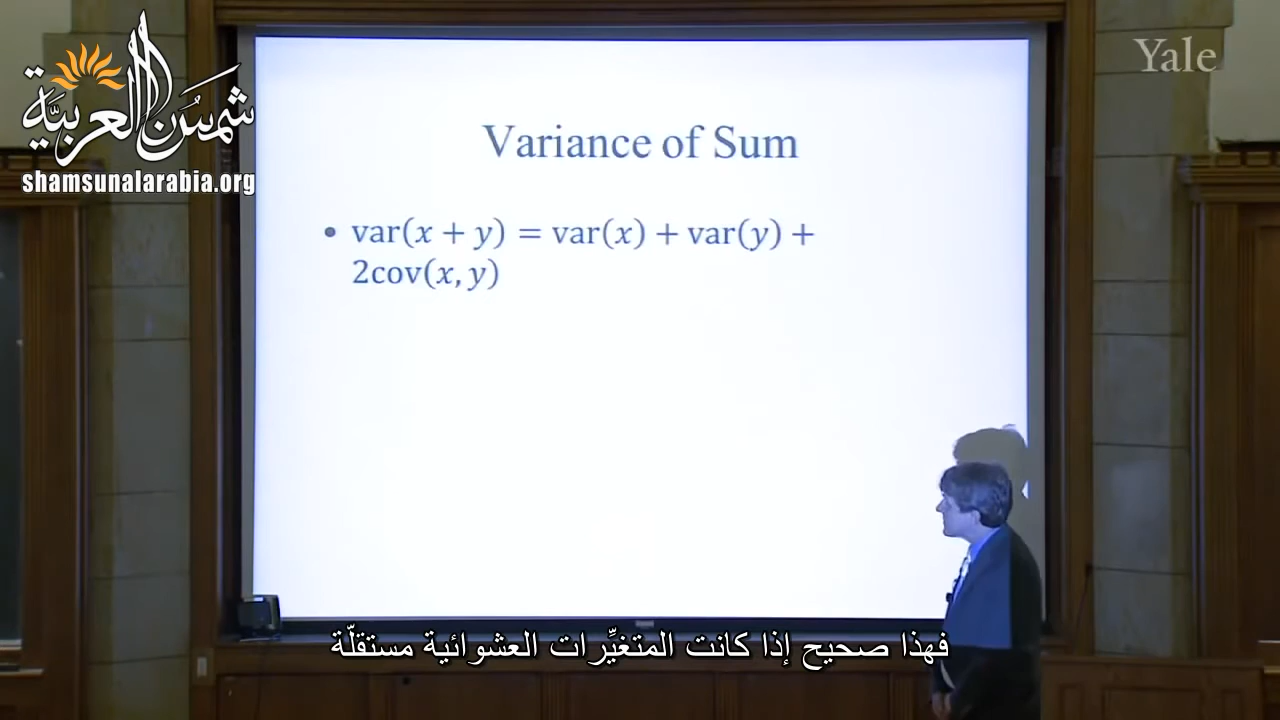 شمس العربية
shamsunalarabia.org
Yale
Variance of Sum
• var(x + y) = var(x) + var(y) +
2cov(x, y)
فهذا صحيح إذا كانت المتغيِّرات العشوائية مستقلّة